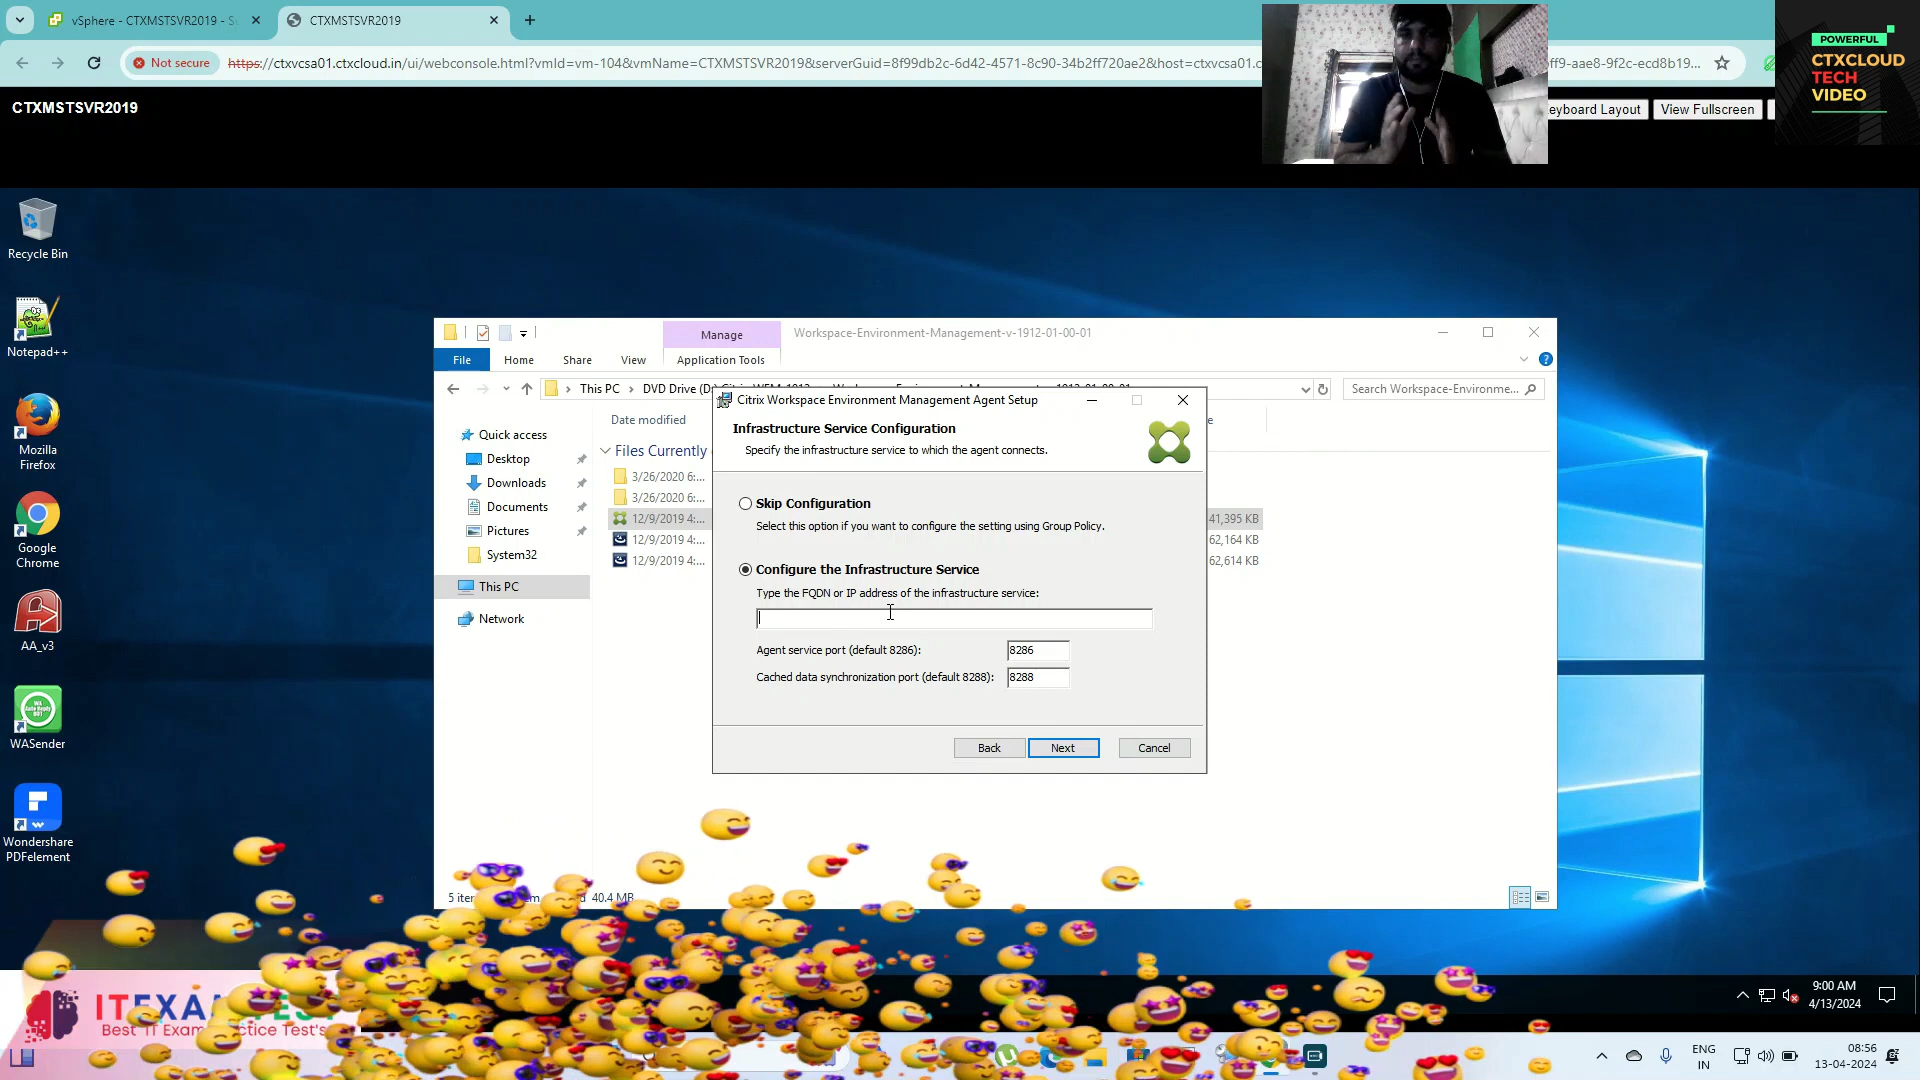 vSphere - CTXMSTSVR2019 - Su
CTXMSTSVR2019
Not secure
https://ctxvcsa01.ctxcloud.in/ui/webconsole.html?vmId=vm-104&vmName=CTXMSTSVR2019&serverGuid=8f99db2c-6d42-4571-8c90-34b2ff720ae2&host=ctxvcsa01.c
ff9-aae8-9f2c-ecd8b19...
POWERFUL
CTXCLOUD
TECH
VIDEO
CTXMSTSVR2019
eyboard Layout
View Fullscreen
Recycle Bin
Notepad++
Mozilla
Firefox
Google
Chrome
AA_v3
WASender
Wondershare
PDFelement
Manage
Workspace-Environment-Management-v-1912-01-00-01
File
Home
Share
View
Application Tools
This PC
DVD Drive (D:)
Search Workspace-Environme...
Quick access
Desktop
Downloads
Documents
Pictures
System32
This PC
Network
Date modified
Files Currently
3/26/2020 6:...
3/26/2020 6:...
12/9/2019 4:...
41,395 KB
12/9/2019 4:...
62,164 KB
12/9/2019 4:...
62,614 KB
Citrix Workspace Environment Management Agent Setup
Infrastructure Service Configuration
Specify the infrastructure service to which the agent connects.
Skip Configuration
Select this option if you want to configure the setting using Group Policy.
Configure the Infrastructure Service
Type the FQDN or IP address of the infrastructure service:
Agent service port (default 8286):
8286
Cached data synchronization port (default 8288):
8288
Back
Next
Cancel
40.4 MB
9:00 AM
4/13/2024
Best IT Exam
ctice Test's
ENG
IN
08:56
13-04-2024